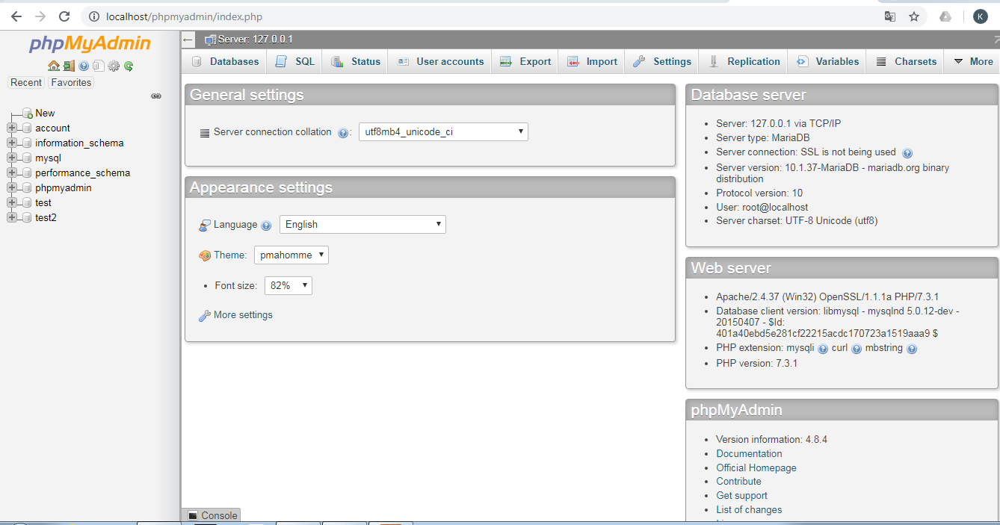 localhost/phpmyadmin/index.php
K
phpMyAdmin
Recent Favorites
New
account
information_schema
mysql
performance_schema
phpmyadmin
test
test2
Server: 127.0.0.1
Databases SQL Status User accounts Export Import Settings Replication Variables Charsets More
General settings
Server connection collation : utf8mb4_unicode_ci
Appearance settings
Language English
Theme: pmahomme
Font size: 82%
More settings
Console
Database server
Server: 127.0.0.1 via TCP/IP
Server type: MariaDB
Server connection: SSL is not being used
Server version: 10.1.37-MariaDB - mariadb.org binary
distribution
Protocol version: 10
User: root@localhost
Server charset: UTF-8 Unicode (utf8)
Web server
Apache/2.4.37 (Win32) OpenSSL/1.1.1a PHP/7.3.1
Database client version: libmysql - mysqlnd 5.0.12-dev -
20150407 - $Id:
401a40ebd5e281cf22215acdc170723a1519aaa9 $
PHP extension: mysqli curl mbstring
PHP version: 7.3.1
phpMyAdmin
Version information: 4.8.4
Documentation
Official Homepage
Contribute
Get support
List of changes